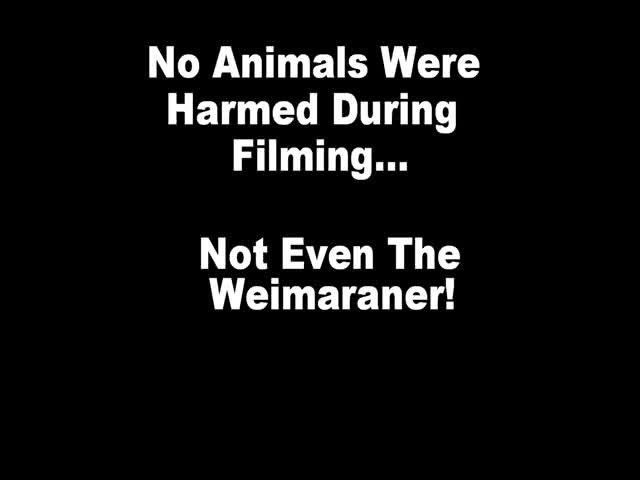 No Animals Were
Harmed During
Filming...
Not Even The
Weimaraner!